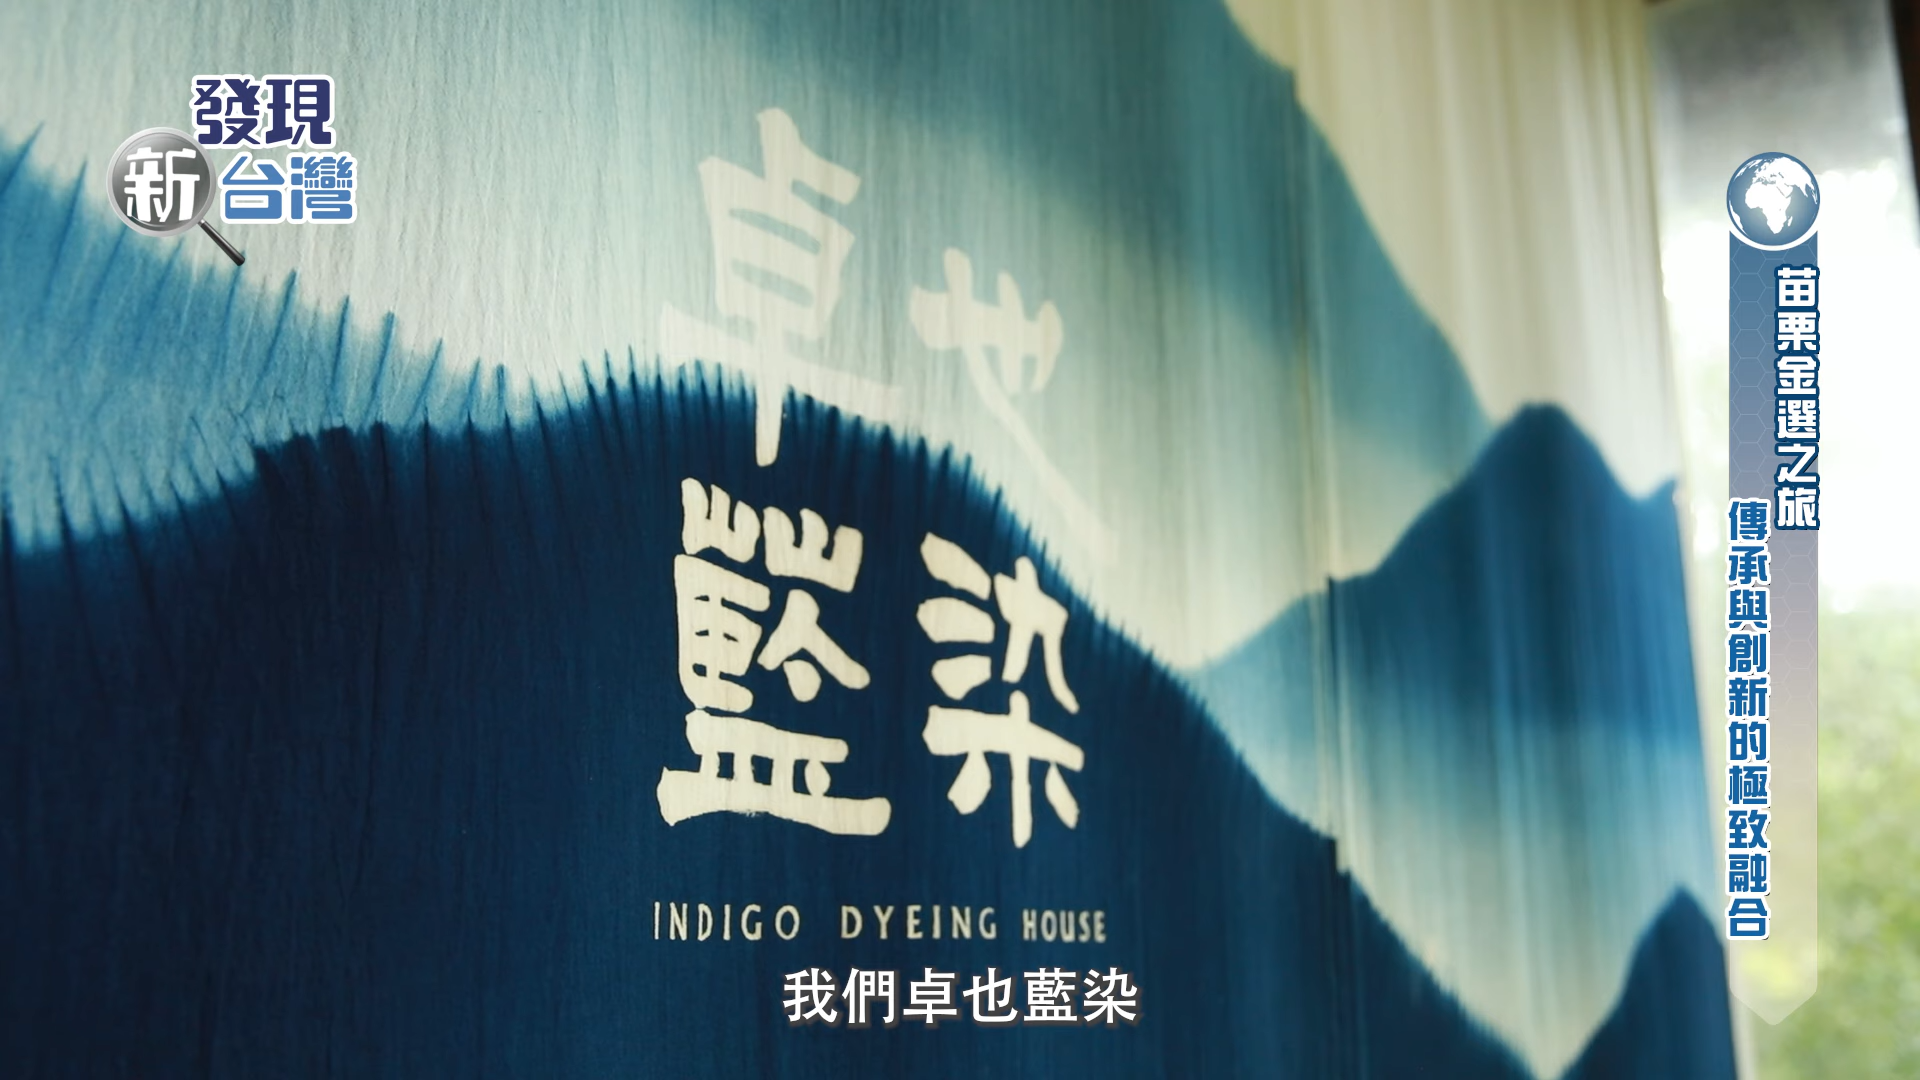 發現
新台灣
苗栗金選之旅
傳承與創新的極致融合
卓也
藍染
INDIGO DYEING HOUSE
我們卓也藍染